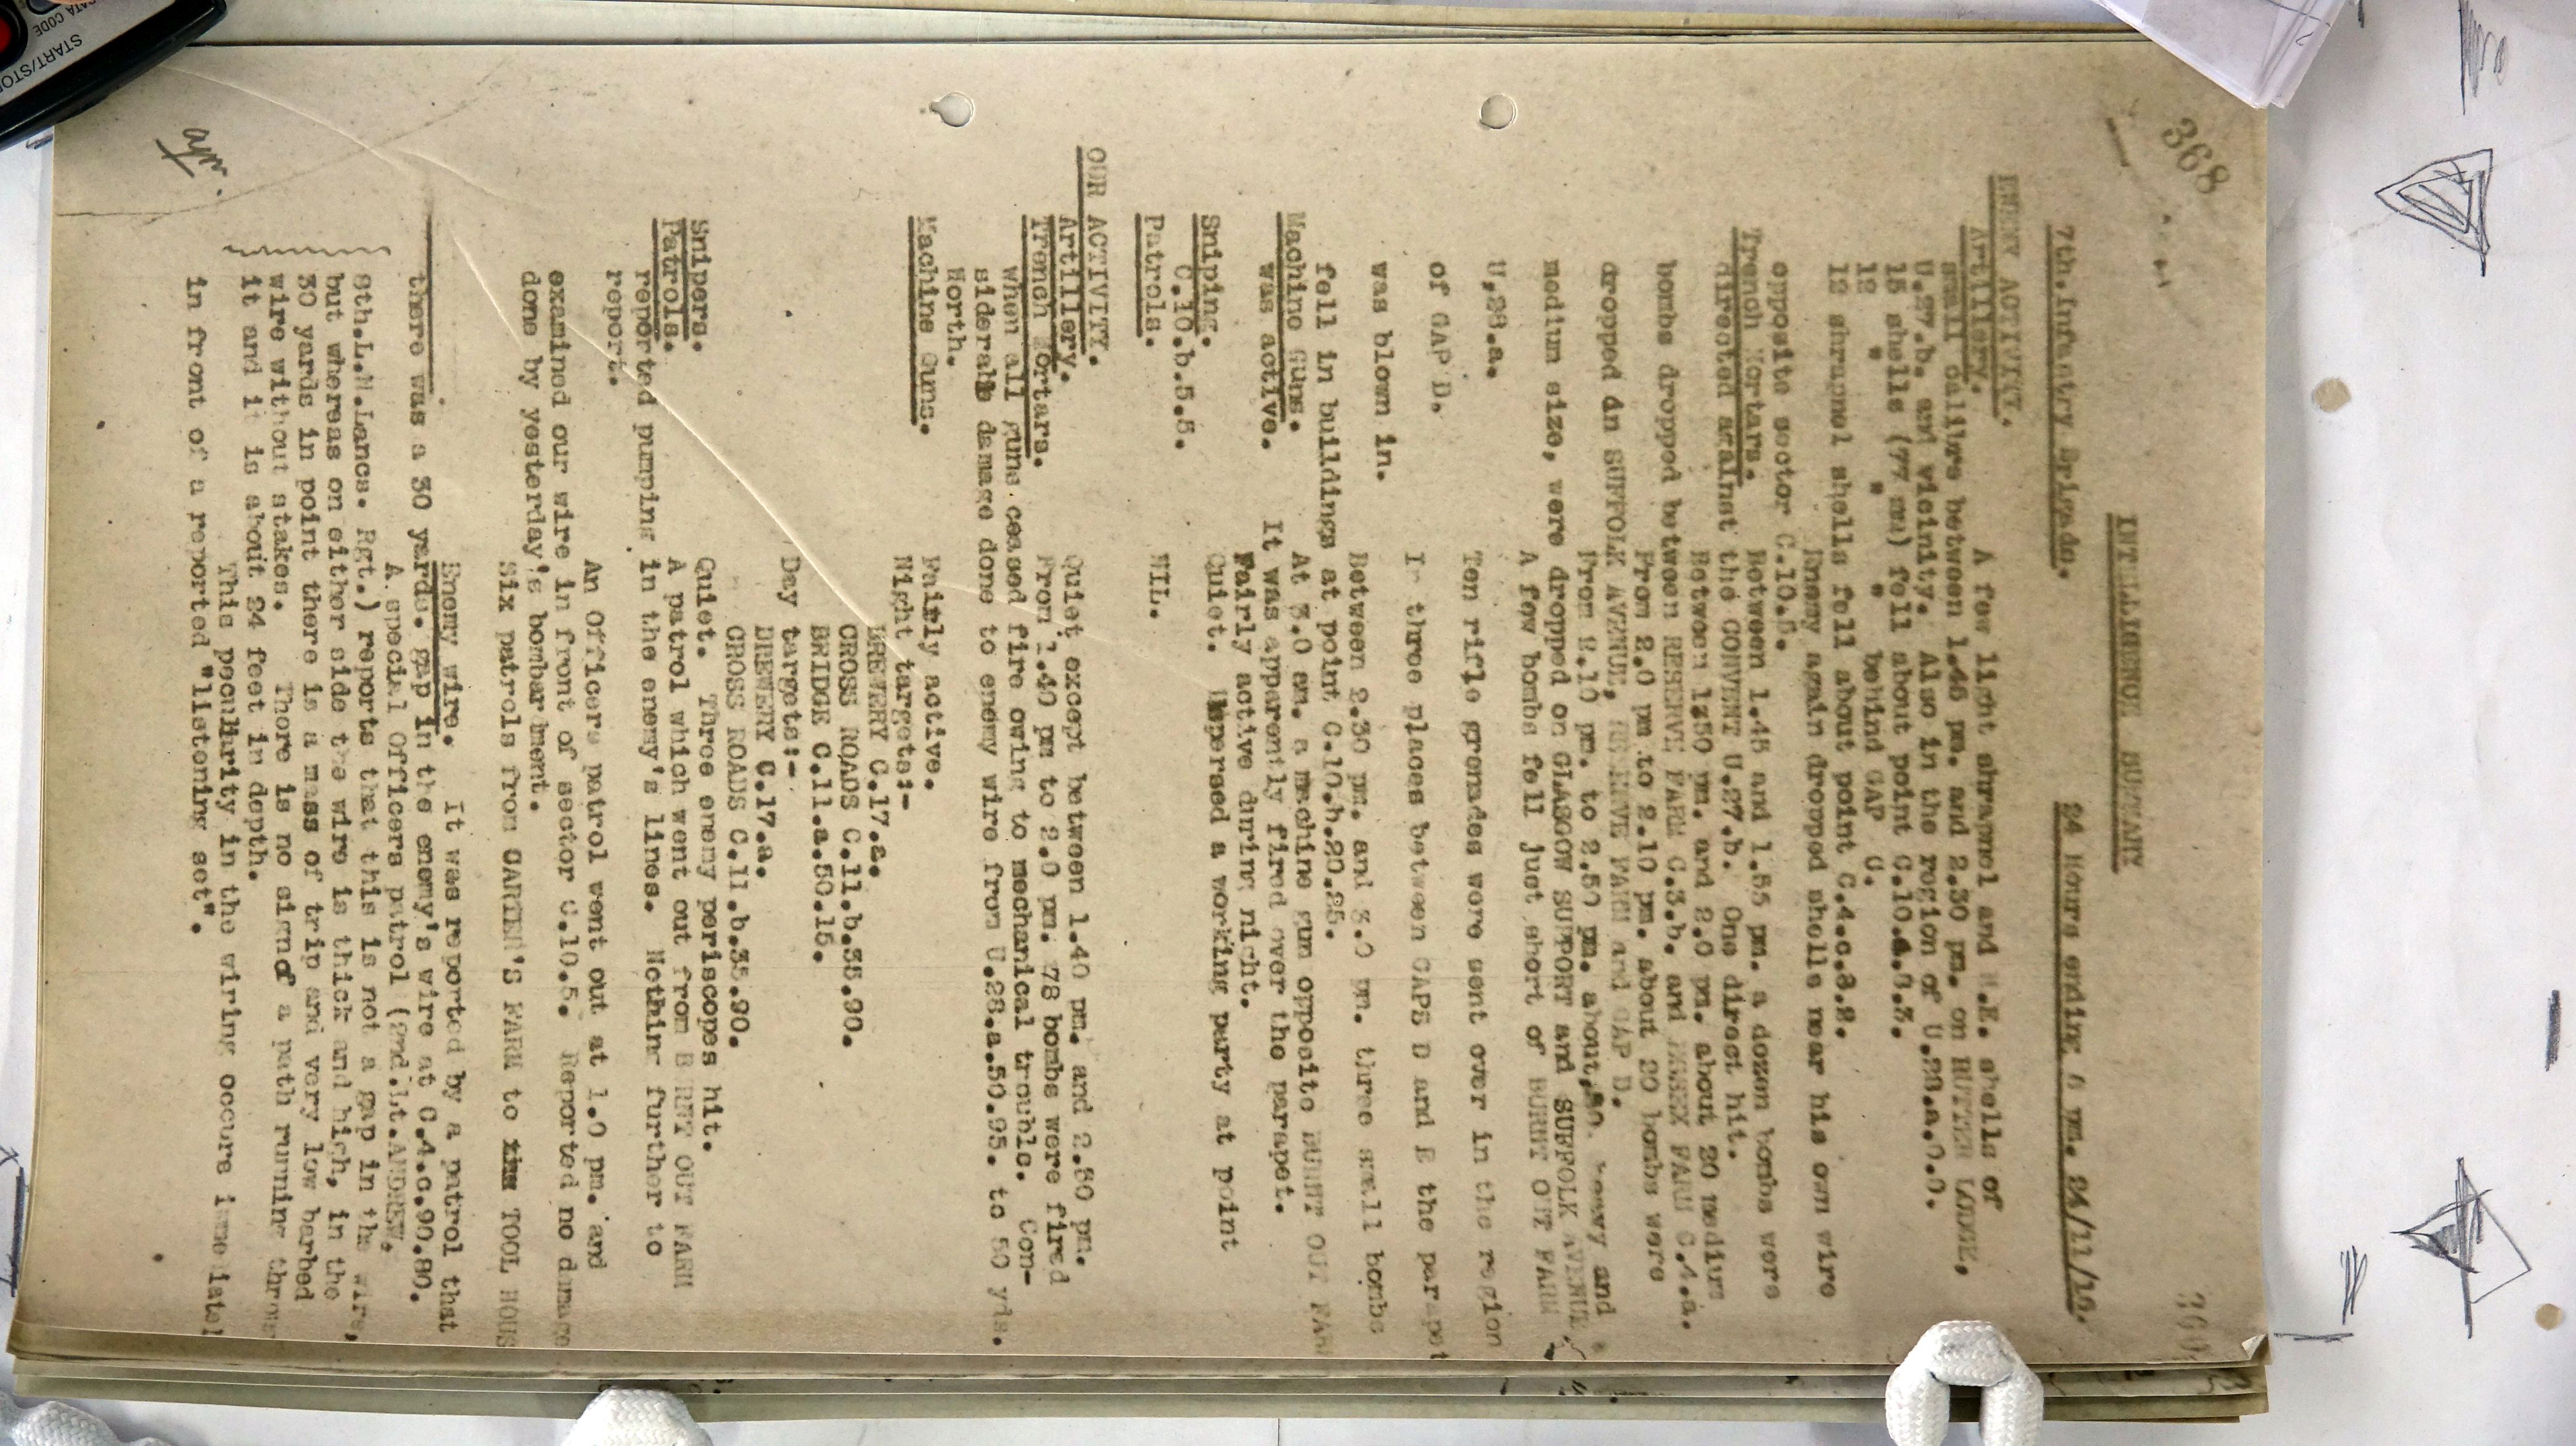 368
INTELLIGENCE SUMMARY
7th.Infantry Brigade.
24 Hours ending 6 pm. 24/11/16.
ENEMY ACTIVITY.
Artillery.
A few light shrapnel and H.E. shells of
small calibre between 1.45 pm. and 2.30 pm. on HUTTER LODGE,
U.27.b. and vicinity. Also in the region of U.28.a.0.0.
15 shells (77 mm) fell about point C.10. .3.
12 " " " behind GAP C.
12 shrapnel shells fell about point C.4.c.8.2.
Enemy again dropped shells near his own wire
opposite sector C.10.5.
Trench Mortars.
Between 1.45 and 1.55 pm. a dozen bombs were
directed against the CONVENT U.27.b. One direct hit.
Between 1:50 pm. and 2.0 pm. about 20 medium
bombs dropped between RESERVE FARM C.3.b. and ESSEX FARM C.4.a.
From 2.0 pm to 2.10 pm. about 20 bombs were
dropped in SUFFOLK AVENUE, RESERVE FARM and GAP D.
From 2.10 pm. to 2.50 pm. about, heavy and
medium size, were dropped on GLASGOW SUPPORT and SUFFOLK AVENUE
A few bombs fell just short of BURNT OUT FARM
U,28.a.
Ten rifle grenades were sent over in the region
of GAP D.
In three places between GAPS D and E the parapet
was blown in.
Between 2.30 pm. and 3.0 pm. three small bombs
fell in buildings at point C.10.b.20.25.
Machine Guns.
At 3.0 am. a machine gun opposite BURNT OUT FARM
was active. It was apparently fired over the parapet.
Fairly active during night.
Sniping.
Quiet. Dispersed a working party at point
C.10.b.5.5.
Patrols.
NIL.
OUR ACTIVITY.
Artillery.
Quiet except between 1.40 pm. and 2.50 pm.
Trench Mortars.
From 1.40 pm to 2.0 pm. 78 bombs were fired
when all guns ceased fire owing to mechanical trouble. Con-
siderable damage done to enemy wire from U.28.a.50.95. to 50 yds.
North.
Machine Guns.
Fairly active.
Night targets:-
BREWERY C.17.a.
CROSS ROADS C.11.b.35.90.
BRIDGE C.11.a.50.15.
Day targets:-
BREWERY C.17.a.
CROSS ROADS C.11.b.35.90.
Snipers.
Quiet. Three enemy periscopes hit.
Patrols.
A patrol which went out from BURNT OUT FARM
reported pumping in the enemy's lines. Nothing further to
report.
An Officers patrol went out at 1.0 pm. and
examined our wire in front of sector C.10.5. Reported no damage
done by yesterday's bombardment.
Six patrols from CARTER'S FARM to TOOL HOUS
Enemy wire. It was reported by a patrol that
there was a 30 yards. gap in the enemy's wire at C.4.c.90.80.
A special Officers patrol (2nd.Lt.ANDREW,
8th.L.N.Lancs. Rgt.) reports that this is not a gap in the wire,
but whereas on either side the wire is thick and high, in the
30 yards in point there is a mass of trip and very low barbed
wire without stakes. There is no sign of a path running throu
it and it is about 24 feet in depth.
This peculiarity in the wiring occurs immediatel
in front of a reported "listening set".
START/STO
DATA CODE